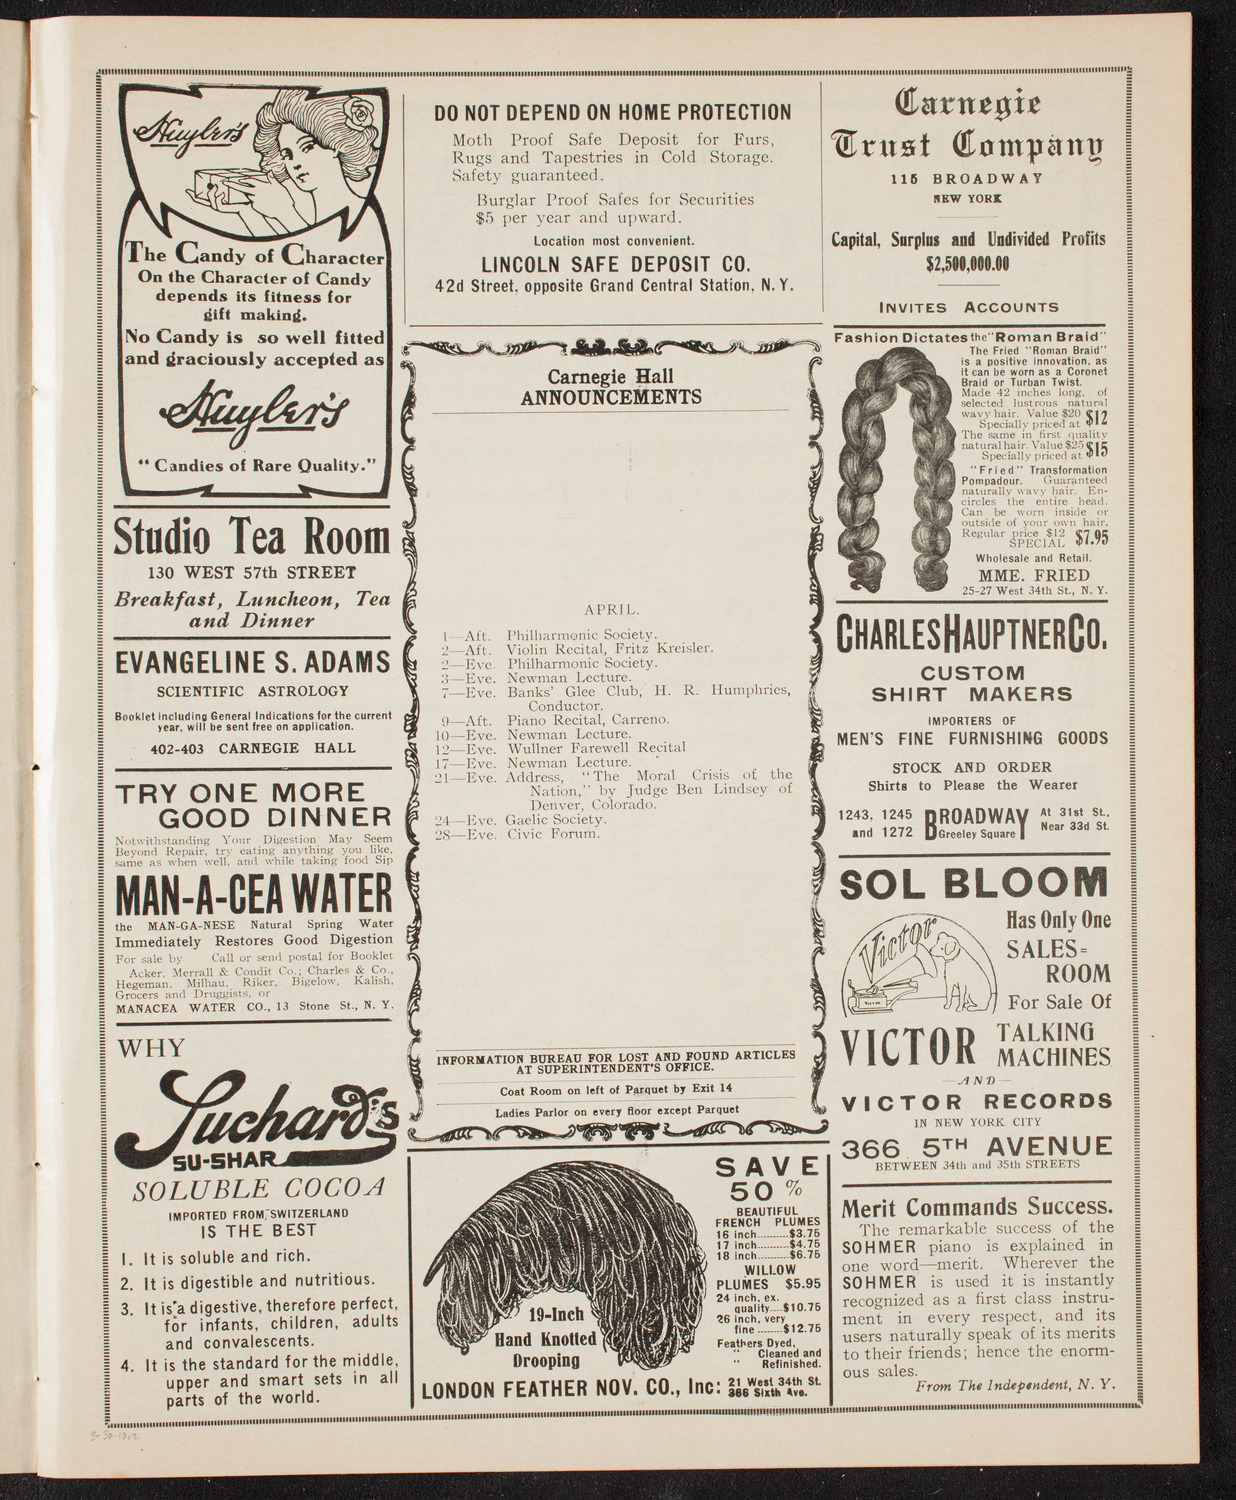 Huyler's
The Candy of Character
On the Character of Candy
depends its fitness for
gift making.
No Candy is so well fitted
and graciously accepted as
Huyler's
"Candies of Rare Quality."
Studio Tea Room
130 WEST 57th STREET
Breakfast, Luncheon, Tea
and Dinner
EVANGELINE S. ADAMS
SCIENTIFIC ASTROLOGY
Booklet including General Indications for the current
year, will be sent free on application.
402-403 CARNEGIE HALL
TRY ONE MORE
GOOD DINNER
Notwithstanding Your Digestion May Seem
Beyond Repair, try eating anything you like,
same as when well, and while taking food Sip
MAN-A-CEA WATER
the MAN-GA-NESE Natural Spring Water
Immediately Restores Good Digestion
For sale by Call or send postal for Booklet
Acker, Merrall & Condit Co.; Charles & Co.,
Hegeman, Milhau, Riker, Bigelow, Kalish,
Grocers and Druggists, or
MANACEA WATER CO., 13 Stone St., N. Y.
WHY
Suchard's
SU-SHAR
SOLUBLE COCOA
IMPORTED FROM SWITZERLAND
IS THE BEST
1. It is soluble and rich.
2. It is digestible and nutritious.
3. It is a digestive, therefore perfect,
for infants, children, adults
and convalescents.
4. It is the standard for the middle,
upper and smart sets in all
parts of the world.
DO NOT DEPEND ON HOME PROTECTION
Moth Proof Safe Deposit for Furs,
Rugs and Tapestries in Cold Storage.
Safety guaranteed.
Burglar Proof Safes for Securities
$5 per year and upward.
Location most convenient.
LINCOLN SAFE DEPOSIT CO.
42d Street, opposite Grand Central Station, N. Y.
Carnegie Hall
ANNOUNCEMENTS
APRIL.
1—Aft. Philharmonic Society.
2—Aft. Violin Recital, Fritz Kreisler.
2—Eve. Philharmonic Society.
3—Eve. Newman Lecture.
7—Eve. Banks' Glee Club, H. R. Humphries,
Conductor.
9—Aft. Piano Recital, Carreno.
10—Eve. Newman Lecture.
12—Eve. Wullner Farewell Recital
17—Eve. Newman Lecture.
21—Eve. Address, "The Moral Crisis of the
Nation," by Judge Ben Lindsey of
Denver, Colorado.
24—Eve. Gaelic Society.
28—Eve. Civic Forum.
INFORMATION BUREAU FOR LOST AND FOUND ARTICLES
AT SUPERINTENDENT'S OFFICE.
Coat Room on left of Parquet by Exit 14
Ladies Parlor on every floor except Parquet
19-Inch
Hand Knotted
Drooping
SAVE
50 %
BEAUTIFUL
FRENCH PLUMES
16 inch..........$3.75
17 inch..........$4.75
18 inch..........$6.75
WILLOW
PLUMES $5.95
24 inch, ex.
quality....$10.75
26 inch, very
fine ........$12.75
Feathers Dyed,
" Cleaned and
" Refinished.
LONDON FEATHER NOV. CO., Inc: 21 West 34th St.
366 Sixth Ave.
Carnegie
Trust Company
115 BROADWAY
NEW YORK
Capital, Surplus and Undivided Profits
$2,500,000.00
INVITES ACCOUNTS
Fashion Dictates the "Roman Braid"
The Fried "Roman Braid"
is a positive innovation, as
it can be worn as a Coronet
Braid or Turban Twist.
Made 42 inches long, of
selected lustrous natural
wavy hair. Value $20
Specially priced at $12
The same in first quality
natural hair. Value $25
Specially priced at $15
"Fried" Transformation
Pompadour. Guaranteed
naturally wavy hair. En-
circles the entire head.
Can be worn inside or
outside of your own hair.
Regular price $12
SPECIAL $7.95
Wholesale and Retail.
MME. FRIED
25-27 West 34th St., N. Y.
CHARLES HAUPTNER CO.
CUSTOM
SHIRT MAKERS
IMPORTERS OF
MEN'S FINE FURNISHING GOODS
STOCK AND ORDER
Shirts to Please the Wearer
1243, 1245 and 1272 BROADWAY Greeley Square At 31st St., Near 33d St.
SOL BLOOM
Victor
Has Only One
SALES=
ROOM
For Sale Of
VICTOR TALKING
MACHINES
—AND—
VICTOR RECORDS
IN NEW YORK CITY
366 5TH AVENUE
BETWEEN 34th and 35th STREETS
Merit Commands Success.
The remarkable success of the
SOHMER piano is explained in
one word—merit. Wherever the
SOHMER is used it is instantly
recognized as a first class instru-
ment in every respect, and its
users naturally speak of its merits
to their friends; hence the enorm-
ous sales.
From The Independent, N. Y.